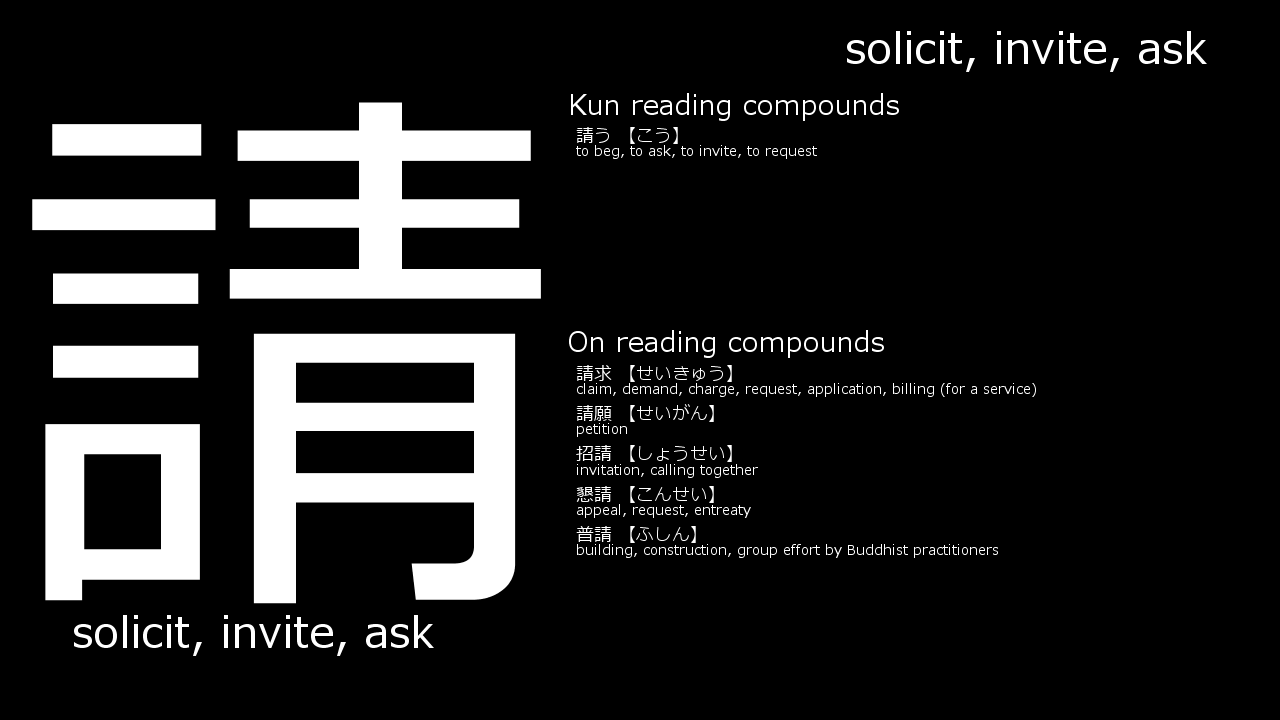 solicit, invite, ask
請
Kun reading compounds
請う 【こう】
to beg, to ask, to invite, to request
On reading compounds
請求 【せいきゅう】
claim, demand, charge, request, application, billing (for a service)
請願 【せいがん】
petition
招請 【しょうせい】
invitation, calling together
懇請 【こんせい】
appeal, request, entreaty
普請 【ふしん】
building, construction, group effort by Buddhist practitioners
solicit, invite, ask